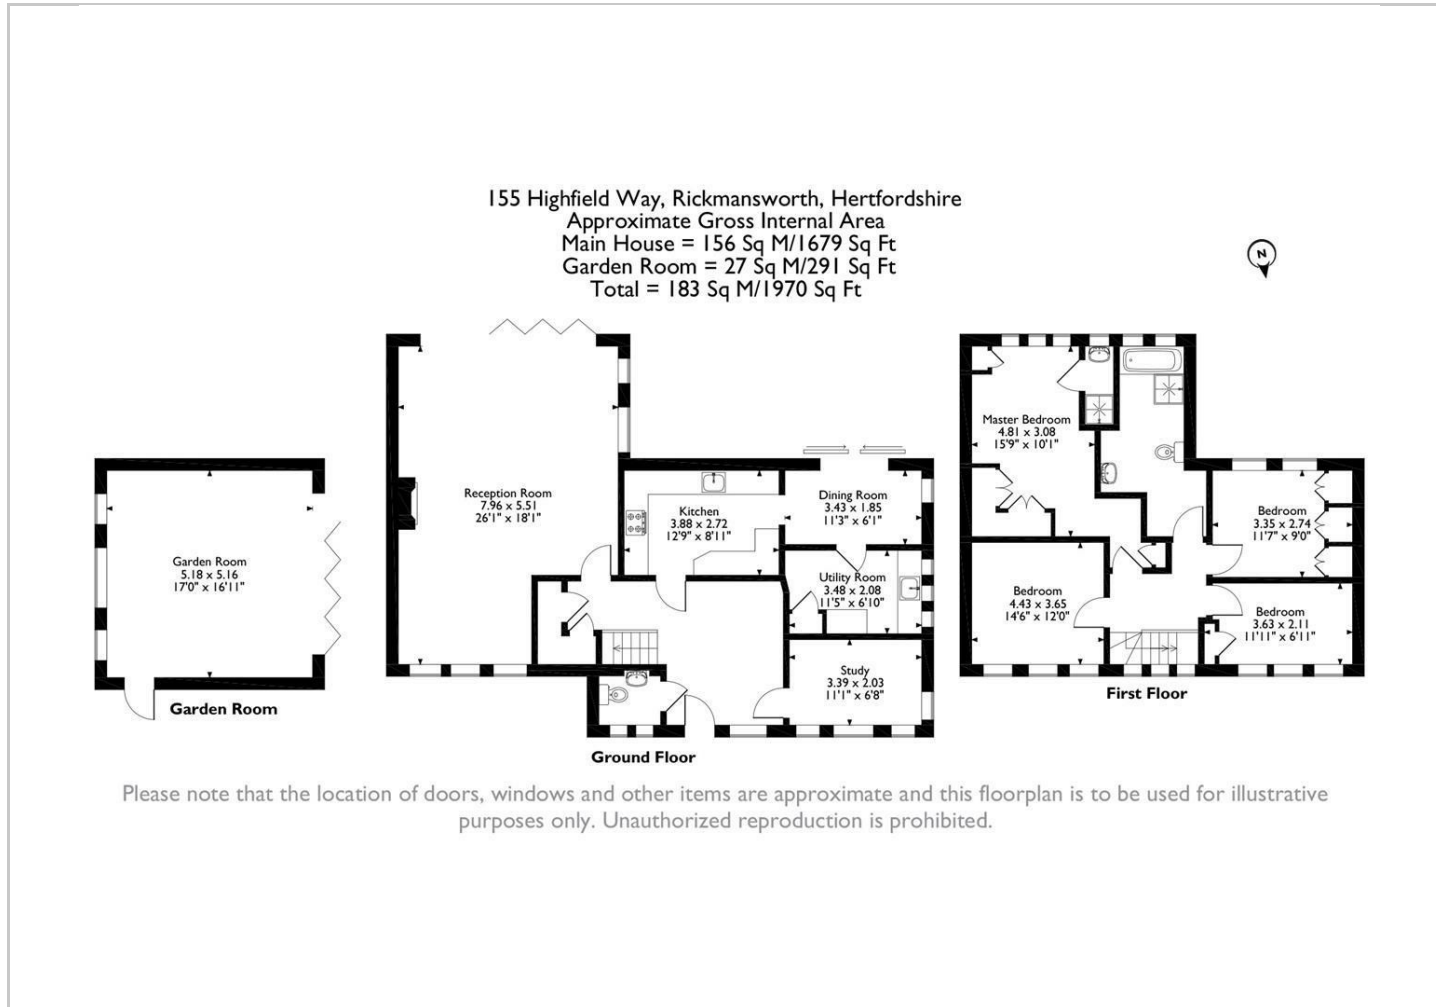 155 Highfield Way, Rickmansworth, Hertfordshire
Approximate Gross Internal Area
Main House = 156 Sq M/1679 Sq Ft
Garden Room = 27 Sq M/291 Sq Ft
Total = 183 Sq M/1970 Sq Ft
N
Garden Room
5.18 x 5.16
17'0" x 16'11"
Garden Room
Reception Room
7.96 x 5.51
26'1" x 18'1"
Kitchen
3.88 x 2.72
12'9" x 8'11"
Dining Room
3.43 x 1.85
11'3" x 6'1"
Utility Room
3.48 x 2.08
11'5" x 6'10"
Study
3.39 x 2.03
11'1" x 6'8"
Ground Floor
Master Bedroom
4.81 x 3.08
15'9" x 10'1"
Bedroom
3.35 x 2.74
11'7" x 9'0"
Bedroom
4.43 x 3.65
14'6" x 12'0"
Bedroom
3.63 x 2.11
11'11" x 6'11"
First Floor
Please note that the location of doors, windows and other items are approximate and this floorplan is to be used for illustrative
purposes only. Unauthorized reproduction is prohibited.